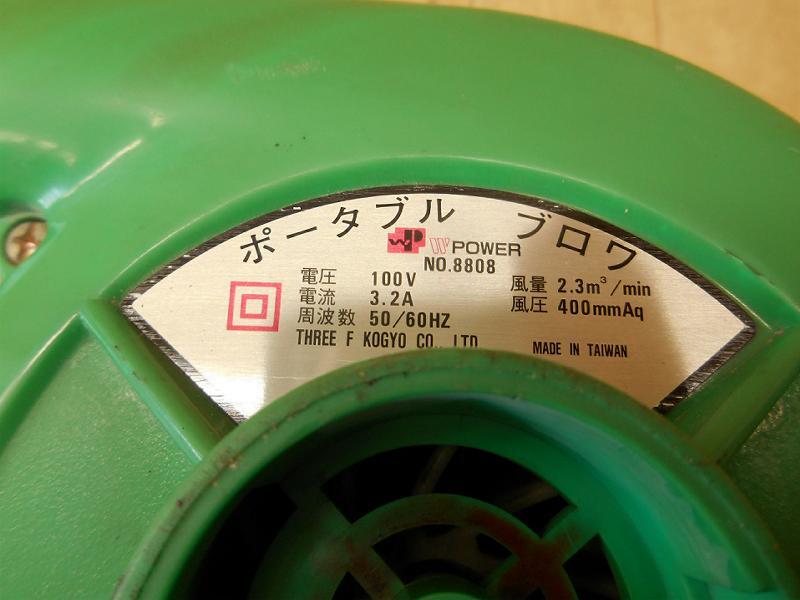 ポータブル ブロワ
WP W POWER
NO.8808
電圧 100V
電流 3.2A
周波数 50/60HZ
風量 2.3m³/min
風圧 400mmAq
THREE F KOGYO CO., LTD
MADE IN TAIWAN